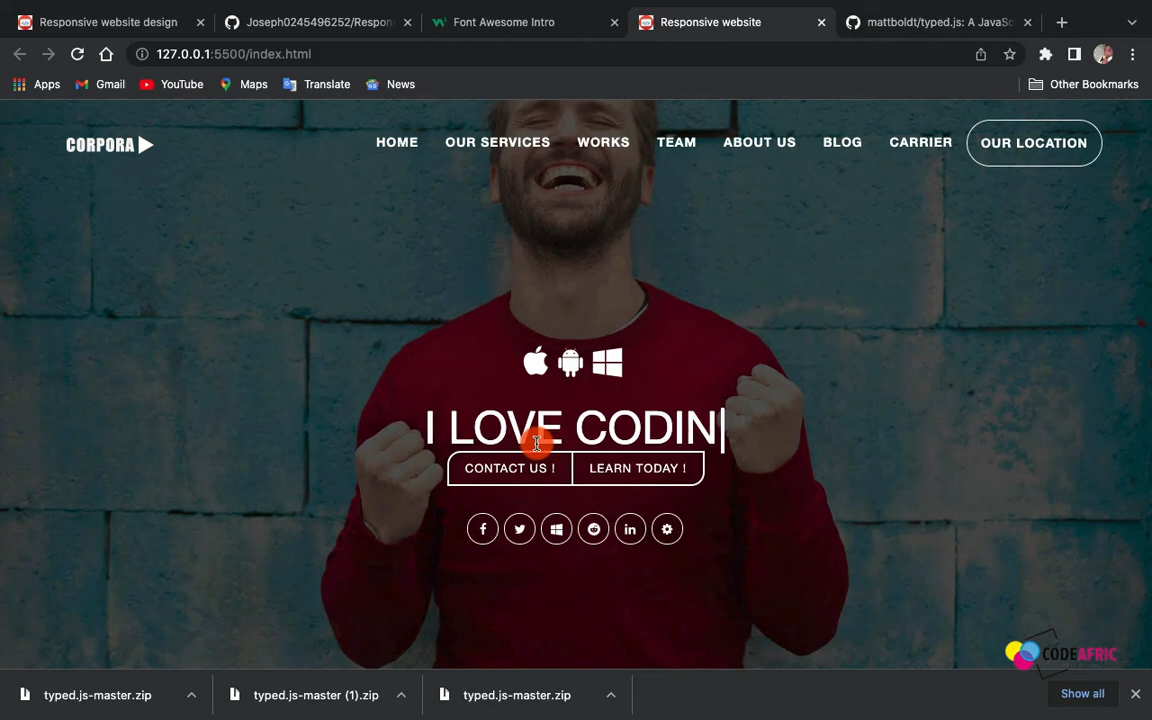 Responsive website design
Joseph0245496252/Respon
Font Awesome Intro
Responsive website
mattboldt/typed.js: A JavaSc
127.0.0.1:5500/index.html
Apps
Gmail
YouTube
Maps
Translate
News
Other Bookmarks
CORPORA
HOME
OUR SERVICES
WORKS
TEAM
ABOUT US
BLOG
CARRIER
OUR LOCATION
I LOVE CODIN
CONTACT US !
LEARN TODAY !
CODEAFRIC
typed.js-master.zip
typed.js-master (1).zip
typed.js-master.zip
Show all